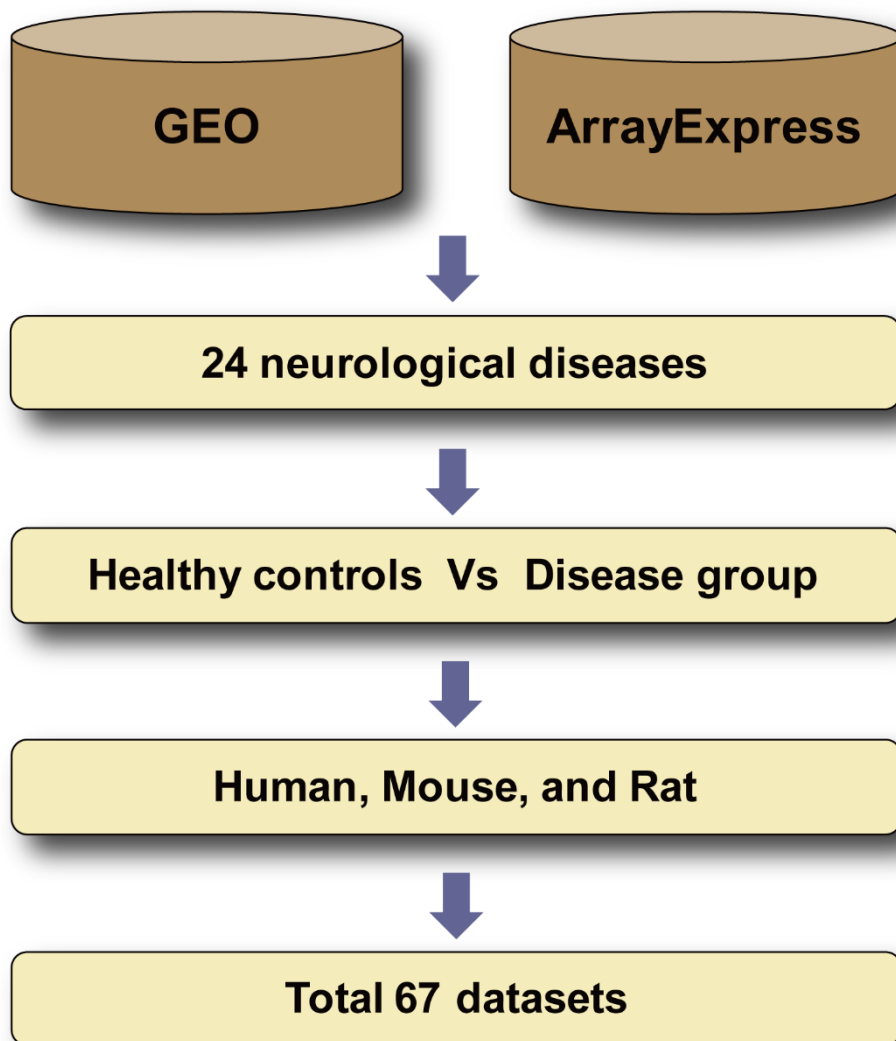 GEO
ArrayExpress
24 neurological diseases
Healthy controls Vs Disease group
Human, Mouse, and Rat
Total 67 datasets